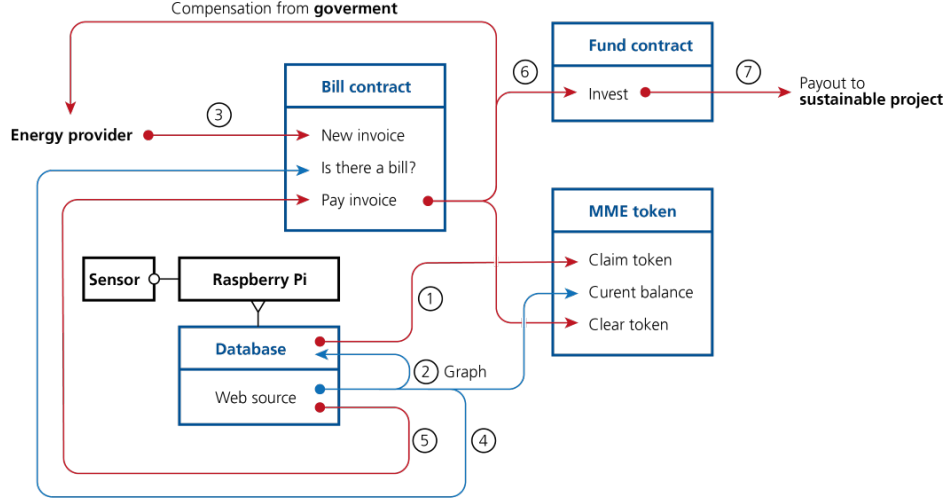 Compensation from goverment
Fund contract
6
7
Invest
Payout to
sustainable project
Bill contract
3
Energy provider
New invoice
Is there a bill?
Pay invoice
MME token
Claim token
Curent balance
Clear token
Sensor
Raspberry Pi
1
Database
2
Graph
Web source
5
4